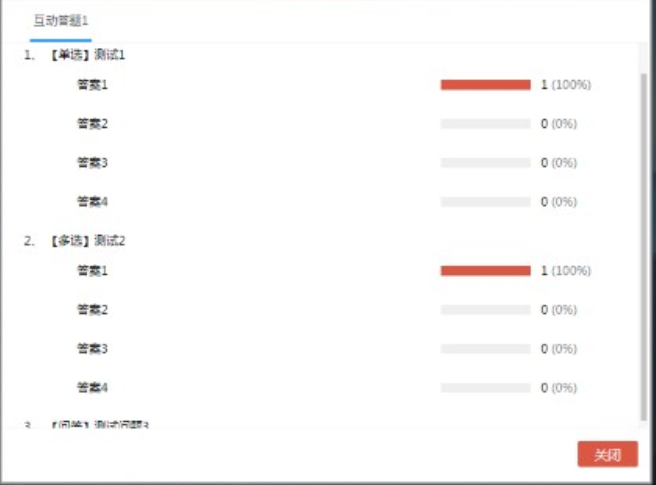 互动答题1
1. 【单选】测试1
答案1 1 (100%)
答案2 0 (0%)
答案3 0 (0%)
答案4 0 (0%)
2. 【多选】测试2
答案1 1 (100%)
答案2 0 (0%)
答案3 0 (0%)
答案4 0 (0%)
3. 【问答】测试问题3
关闭